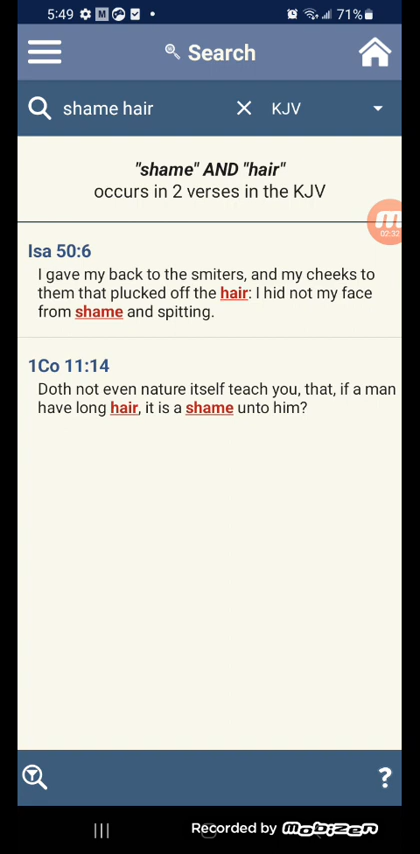 5:49 M 71%
Search
shame hair KJV
"shame" AND "hair"
occurs in 2 verses in the KJV
02:32
Isa 50:6
I gave my back to the smiters, and my cheeks to
them that plucked off the hair: I hid not my face
from shame and spitting.
1Co 11:14
Doth not even nature itself teach you, that, if a man
have long hair, it is a shame unto him?
?
Recorded by mobizen